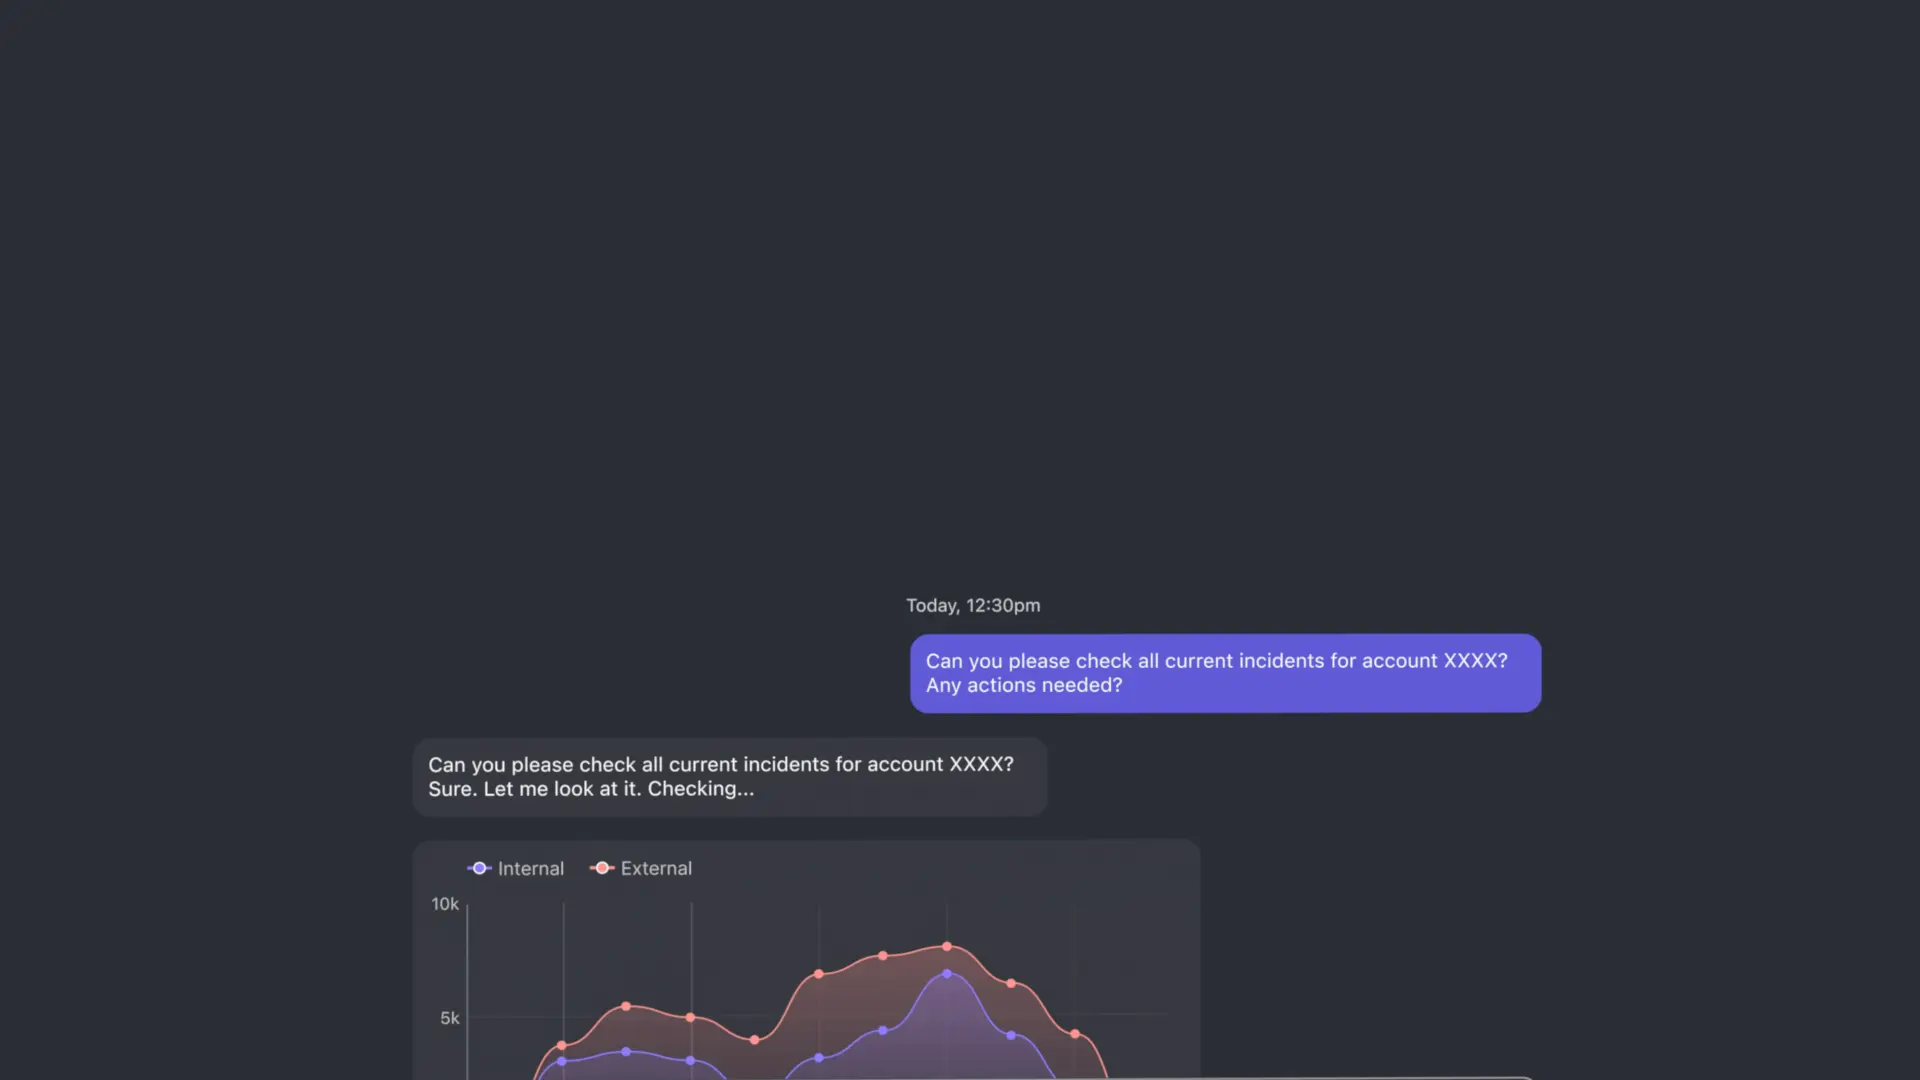 Today, 12:30pm
Can you please check all current incidents for account XXXX?
Any actions needed?
Can you please check all current incidents for account XXXX?
Sure. Let me look at it. Checking...
Internal External
10k
5k